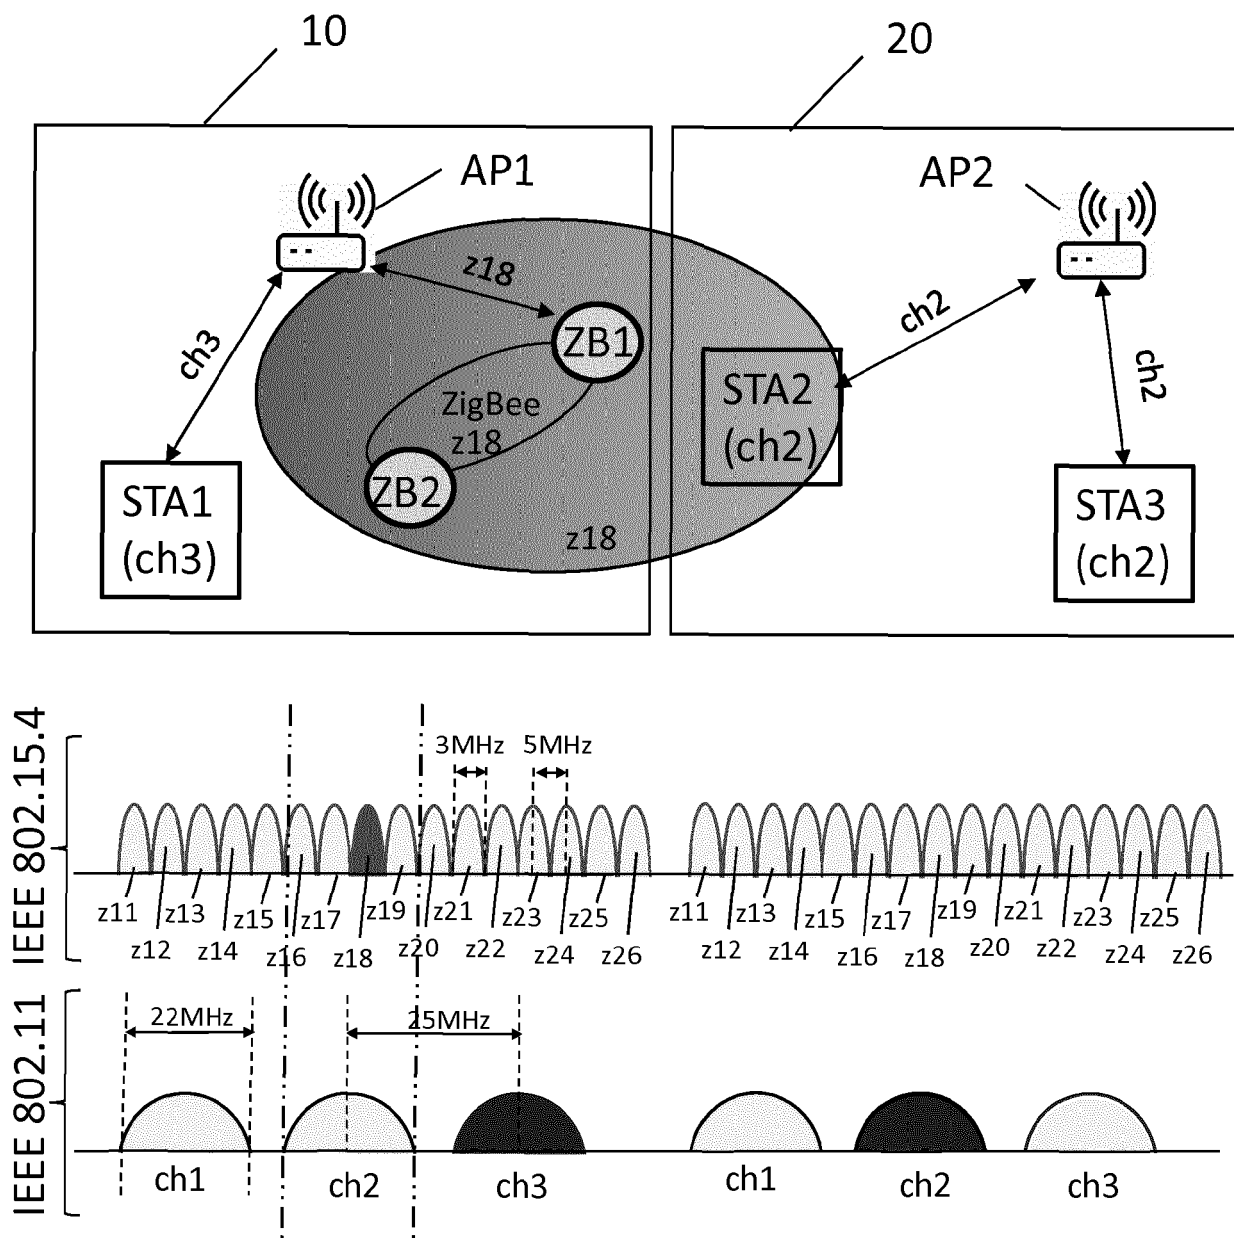 10
20
AP1
AP2
z18
ch3
ch2
ch2
ZB1
ZigBee
z18
ZB2
z18
STA1
(ch3)
STA2
(ch2)
STA3
(ch2)
IEEE 802.15.4
3MHz
5MHz
z11 z13 z15 z17 z19 z21 z23 z25
z12 z14 z16 z18 z20 z22 z24 z26
z11 z13 z15 z17 z19 z21 z23 z25
z12 z14 z16 z18 z20 z22 z24 z26
IEEE 802.11
22MHz
25MHz
ch1 ch2 ch3
ch1 ch2 ch3